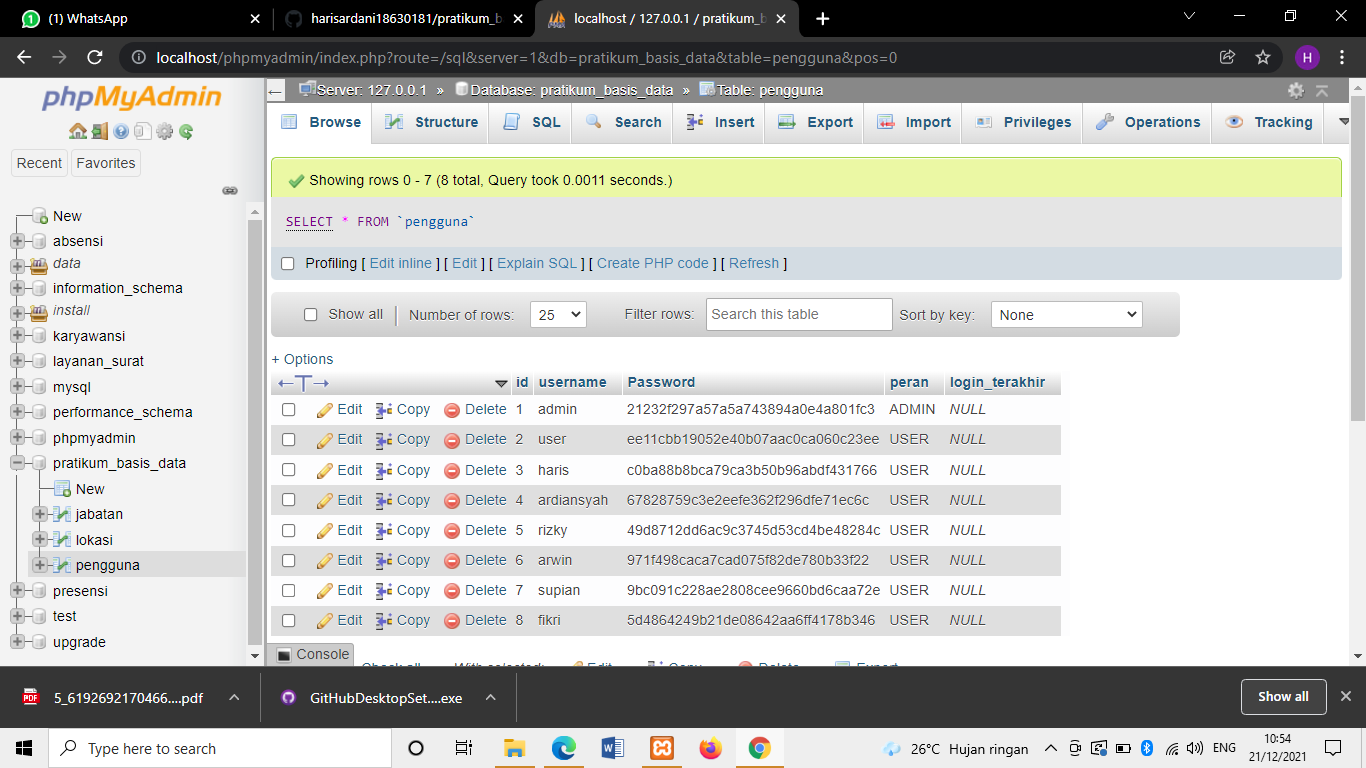 (1) WhatsApp
harisardani18630181/pratikum_b
localhost / 127.0.0.1 / pratikum_b
localhost/phpmyadmin/index.php?route=/sql&server=1&db=pratikum_basis_data&table=pengguna&pos=0
H
phpMyAdmin
Recent Favorites
New
absensi
data
information_schema
install
karyawansi
layanan_surat
mysql
performance_schema
phpmyadmin
pratikum_basis_data
New
jabatan
lokasi
pengguna
presensi
test
upgrade
Server: 127.0.0.1 » Database: pratikum_basis_data » Table: pengguna
Browse Structure SQL Search Insert Export Import Privileges Operations Tracking
Showing rows 0 - 7 (8 total, Query took 0.0011 seconds.)
SELECT * FROM `pengguna`
Profiling [ Edit inline ] [ Edit ] [ Explain SQL ] [ Create PHP code ] [ Refresh ]
Show all Number of rows: 25 Filter rows: Search this table Sort by key: None
+ Options
id username Password peran login_terakhir
Edit Copy Delete 1 admin 21232f297a57a5a743894a0e4a801fc3 ADMIN NULL
Edit Copy Delete 2 user ee11cbb19052e40b07aac0ca060c23ee USER NULL
Edit Copy Delete 3 haris c0ba88b8bca79ca3b50b96abdf431766 USER NULL
Edit Copy Delete 4 ardiansyah 67828759c3e2eefe362f296dfe71ec6c USER NULL
Edit Copy Delete 5 rizky 49d8712dd6ac9c3745d53cd4be48284c USER NULL
Edit Copy Delete 6 arwin 971f498caca7cad075f82de780b33f22 USER NULL
Edit Copy Delete 7 supian 9bc091c228ae2808cee9660bd6caa72e USER NULL
Edit Copy Delete 8 fikri 5d4864249b21de08642aa6ff4178b346 USER NULL
Console
Check all With selected: Edit Copy Delete Export
PDF 5_6192692170466....pdf
GitHubDesktopSet....exe
Show all
Type here to search
26°C Hujan ringan
ENG
10:54
21/12/2021